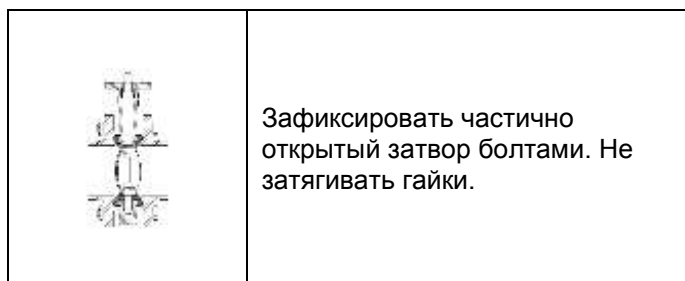 Зафиксировать частично
открытый затвор болтами. Не
затягивать гайки.